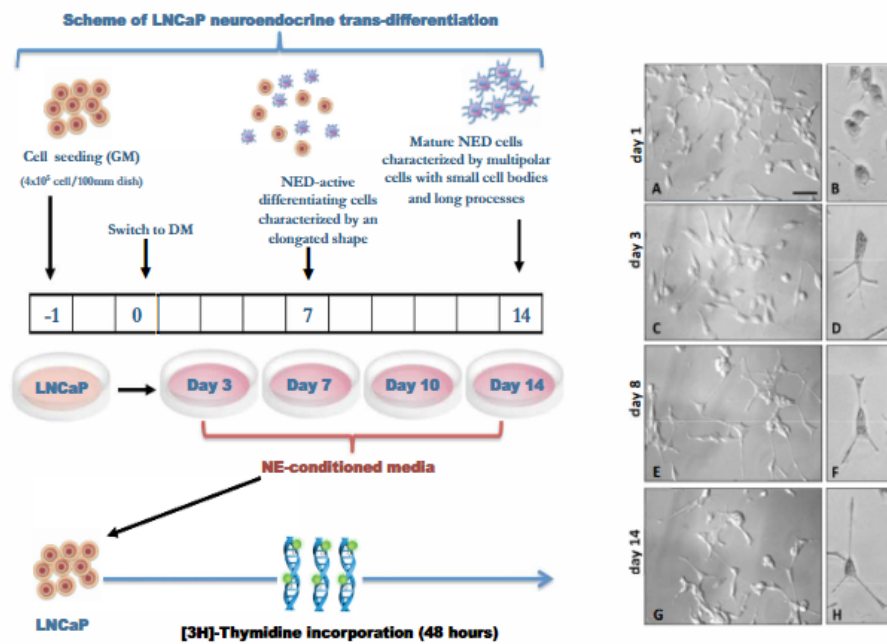 Scheme of LNCaP neuroendocrine trans-differentiation
Cell seeding (GM)
(4x10⁵ cell/100mm dish)
Switch to DM
NED-active
differentiating cells
characterized by an
elongated shape
Mature NED cells
characterized by multipolar
cells with small cell bodies
and long processes
-1 0 7 14
LNCaP Day 3 Day 7 Day 10 Day 14
NE-conditioned media
LNCaP
[3H]-Thymidine incorporation (48 hours)
day 1
A B
day 3
C D
day 8
E F
day 14
G H